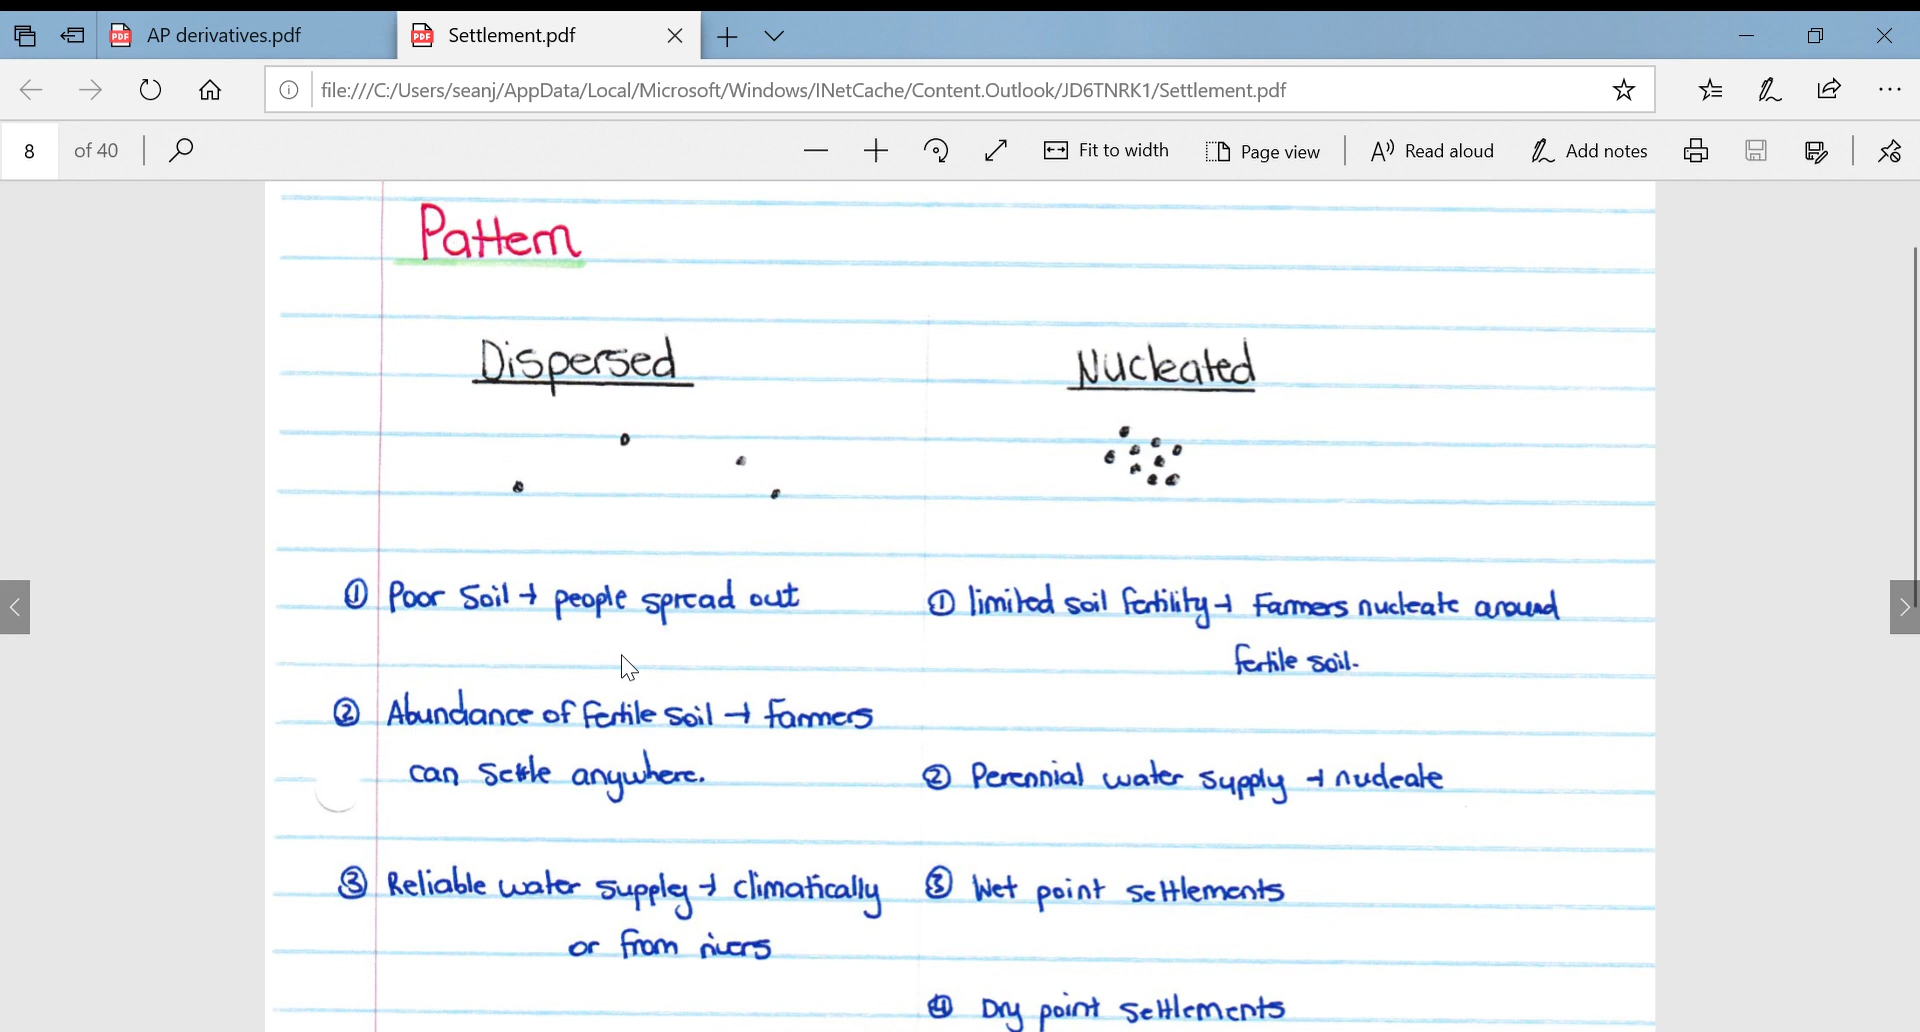 AP derivatives.pdf
Settlement.pdf
file:///C:/Users/seanj/AppData/Local/Microsoft/Windows/INetCache/Content.Outlook/JD6TNRK1/Settlement.pdf
8 of 40
Fit to width
Page view
Read aloud
Add notes
Pattern
Dispersed
Nucleated
① Poor Soil → people spread out
① limited soil fertility → Farmers nucleate around
fertile soil.
② Abundance of fertile soil → farmers
can settle anywhere.
② Perennial water supply → nucleate
③ Reliable water supply → climatically
or from rivers
③ Wet point settlements
④ Dry point settlements